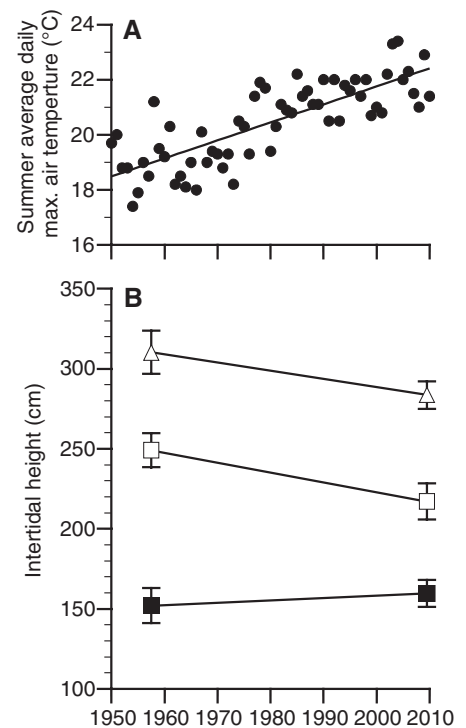 24
A
22
20
18
16
Summer average daily
max. air temperture (°C)
350
B
300
250
200
150
100
Intertidal height (cm)
1950 1960 1970 1980 1990 2000 2010